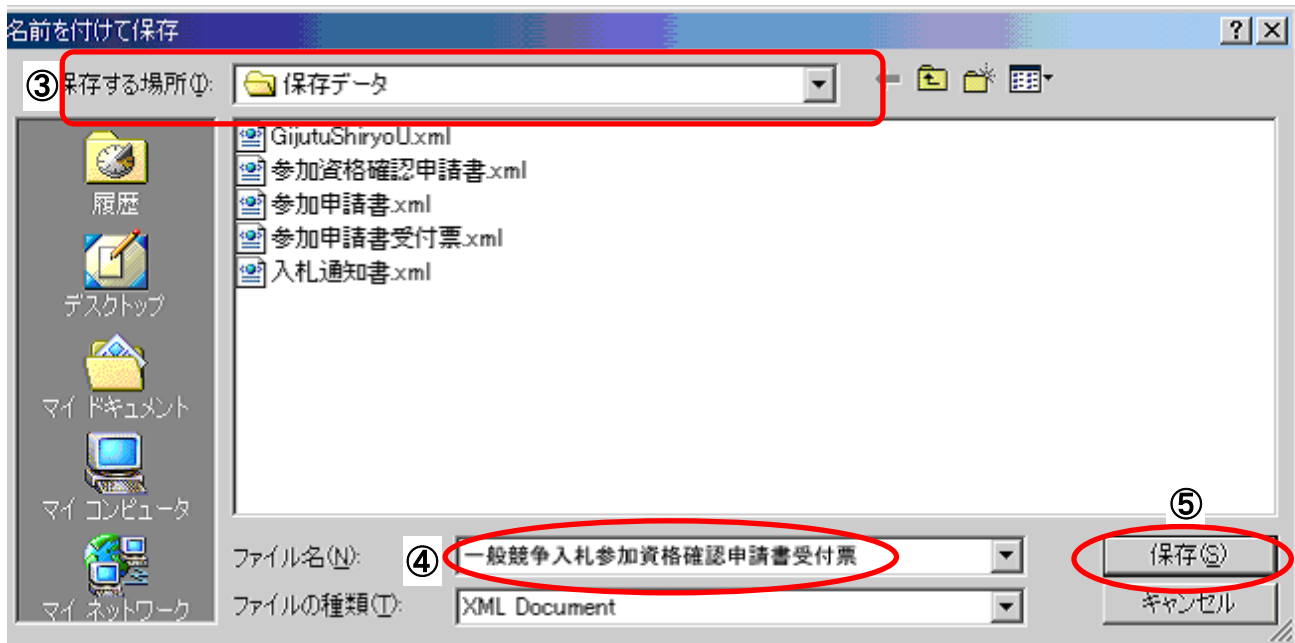 名前を付けて保存
③ 保存する場所(I): 保存データ
GijutuShiryoU.xml
参加資格確認申請書.xml
参加申請書.xml
参加申請書受付票.xml
入札通知書.xml
履歴
デスクトップ
マイ ドキュメント
マイ コンピュータ
マイ ネットワーク
ファイル名(N): ④ 一般競争入札参加資格確認申請書受付票
⑤
保存(S)
ファイルの種類(T): XML Document
キャンセル